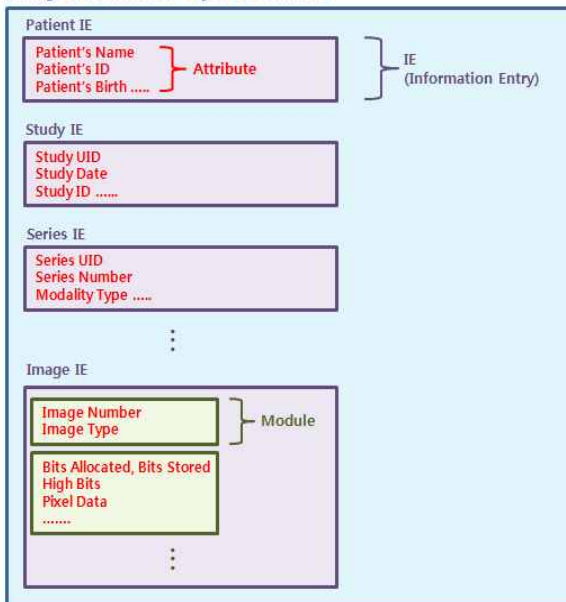 Patient IE
Patient's Name
Patient's ID
Patient's Birth .....
Attribute
IE
(Information Entry)
Study IE
Study UID
Study Date
Study ID ......
Series IE
Series UID
Series Number
Modality Type .....
Image IE
Image Number
Image Type
Module
Bits Allocated, Bits Stored
High Bits
Pixel Data
.......